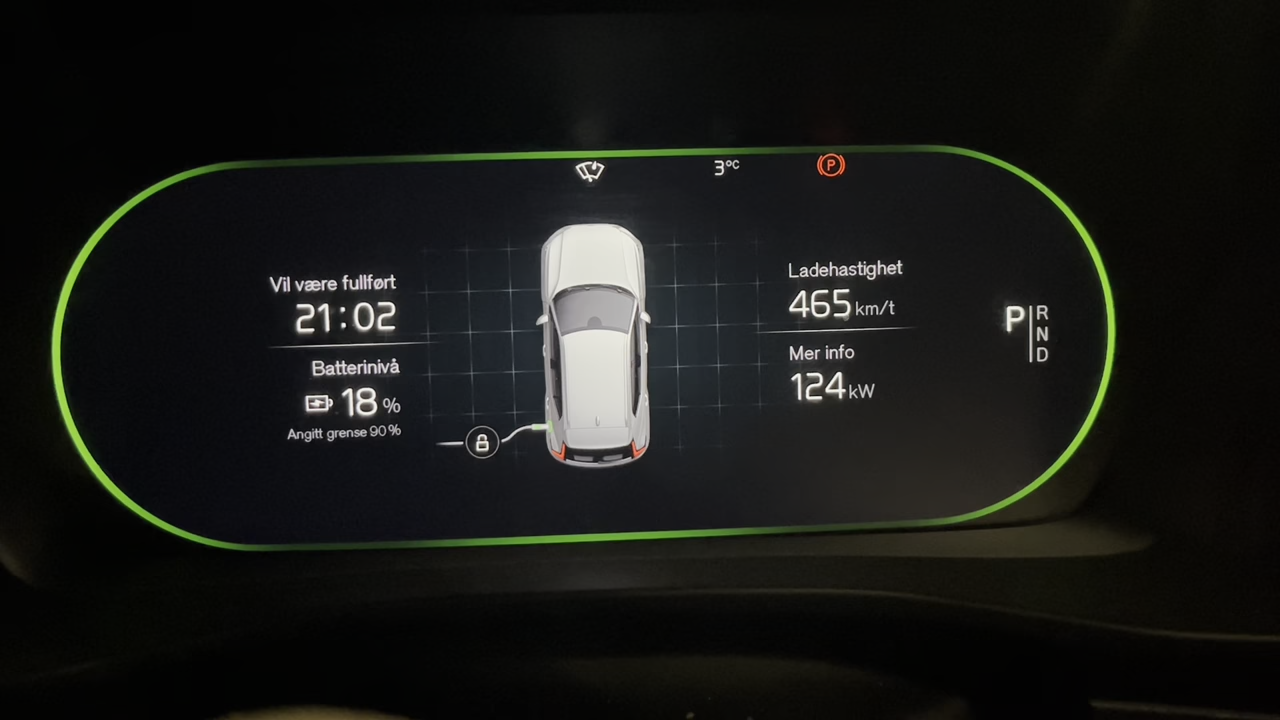 3°C
P
Vil være fullført
21:02
Batterinivå
18 %
Angitt grense 90 %
Ladehastighet
465 km/t
Mer info
124 kW
P R
N
D